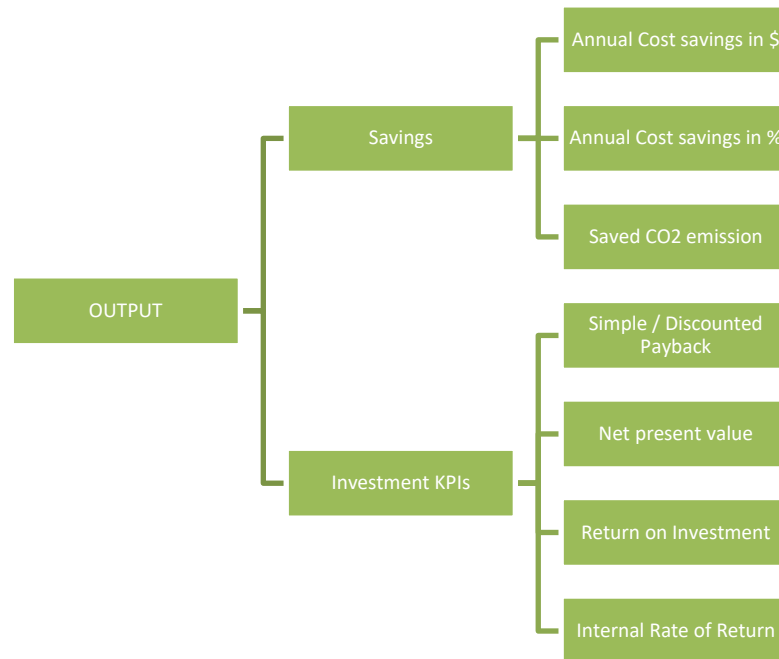 Annual Cost savings in $
Savings
Annual Cost savings in %
Saved CO2 emission
OUTPUT
Simple / Discounted
Payback
Net present value
Investment KPIs
Return on Investment
Internal Rate of Return